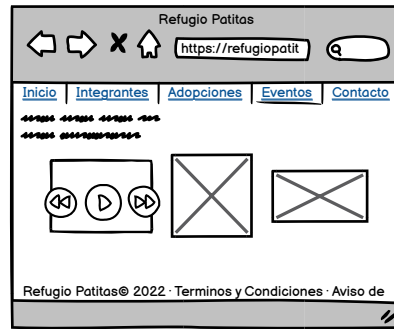 Refugio Patitas
https://refugiopatit
Inicio Integrantes Adopciones Eventos Contacto
Refugio Patitas© 2022 · Terminos y Condiciones · Aviso de